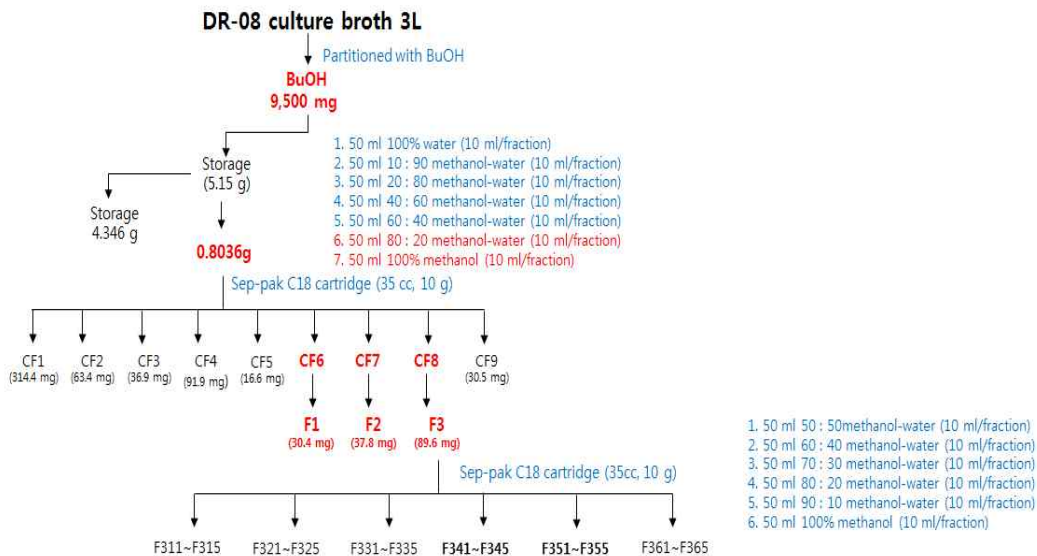 DR-08 culture broth 3L
Partitioned with BuOH
BuOH
9,500 mg
1. 50 ml 100% water (10 ml/fraction)
2. 50 ml 10 : 90 methanol-water (10 ml/fraction)
3. 50 ml 20 : 80 methanol-water (10 ml/fraction)
4. 50 ml 40 : 60 methanol-water (10 ml/fraction)
5. 50 ml 60 : 40 methanol-water (10 ml/fraction)
6. 50 ml 80 : 20 methanol-water (10 ml/fraction)
7. 50 ml 100% methanol (10 ml/fraction)
Storage
(5.15 g)
Storage
4.346 g
0.8036g
Sep-pak C18 cartridge (35 cc, 10 g)
CF1
(314.4 mg)
CF2
(63.4 mg)
CF3
(36.9 mg)
CF4
(91.9 mg)
CF5
(16.6 mg)
CF6
CF7
CF8
CF9
(30.5 mg)
F1
(30.4 mg)
F2
(37.8 mg)
F3
(89.6 mg)
Sep-pak C18 cartridge (35cc, 10 g)
1. 50 ml 50 : 50methanol-water (10 ml/fraction)
2. 50 ml 60 : 40 methanol-water (10 ml/fraction)
3. 50 ml 70 : 30 methanol-water (10 ml/fraction)
4. 50 ml 80 : 20 methanol-water (10 ml/fraction)
5. 50 ml 90 : 10 methanol-water (10 ml/fraction)
6. 50 ml 100% methanol (10 ml/fraction)
F311~F315
F321~F325
F331~F335
F341~F345
F351~F355
F361~F365